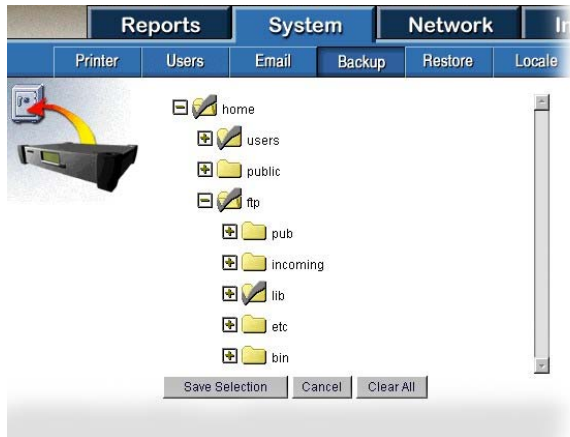 Reports System Network
Printer Users Email Backup Restore Locale
home
users
public
ftp
pub
incoming
lib
etc
bin
Save Selection Cancel Clear All